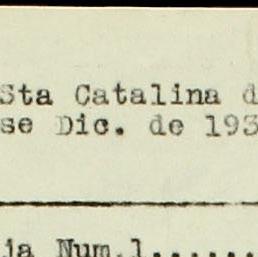 Sta Catalina d
se Dic. de 193
ja Num.1......